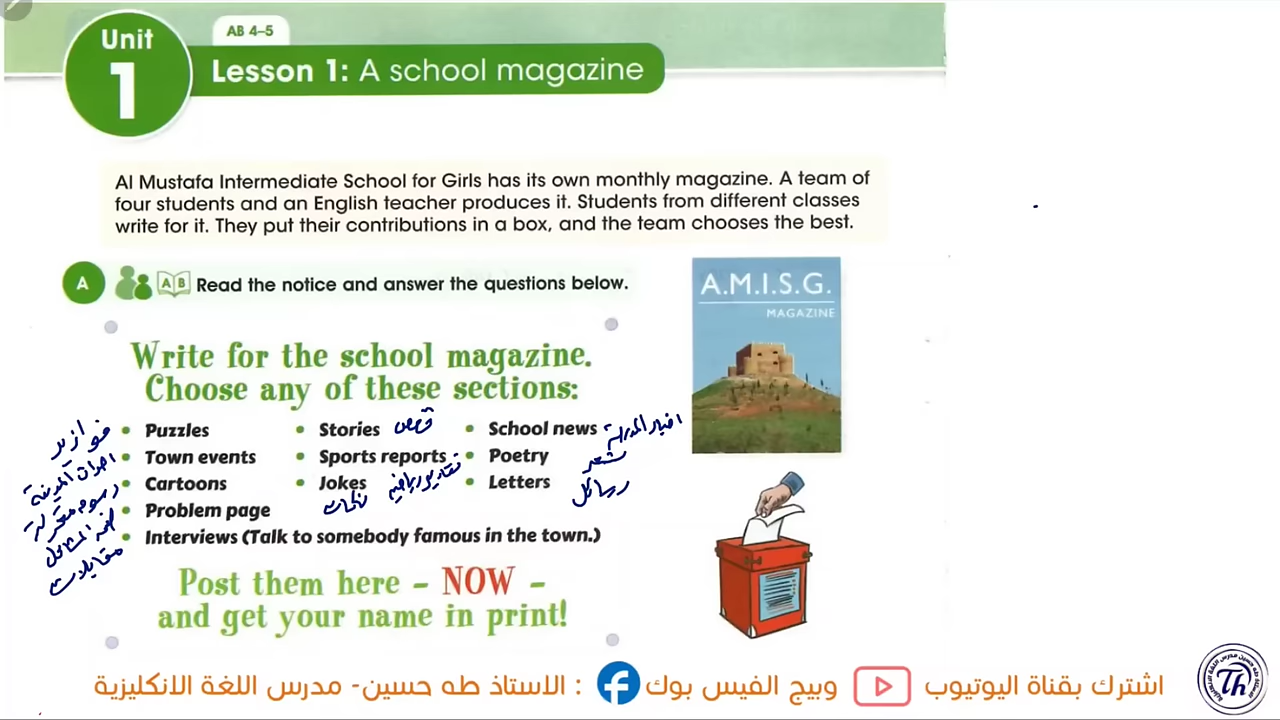 AB 4–5
Unit
1
Lesson 1: A school magazine
Al Mustafa Intermediate School for Girls has its own monthly magazine. A team of
four students and an English teacher produces it. Students from different classes
write for it. They put their contributions in a box, and the team chooses the best.
A
AB
Read the notice and answer the questions below.
A.M.I.S.G.
MAGAZINE
Write for the school magazine.
Choose any of these sections:
• Puzzles فوازير
• Stories قصص
• School news اخبار المدرسة
• Town events احداث المدينة
• Sports reports تقارير رياضية
• Poetry شعر
• Cartoons رسوم متحركة
• Jokes نكات
• Letters رسائل
• Problem page صفحة المشاكل
• Interviews (Talk to somebody famous in the town.) مقابلات
Post them here – NOW –
and get your name in print!
اشترك بقناة اليوتيوب وبيج الفيس بوك : الاستاذ طه حسين- مدرس اللغة الانكليزية
Th